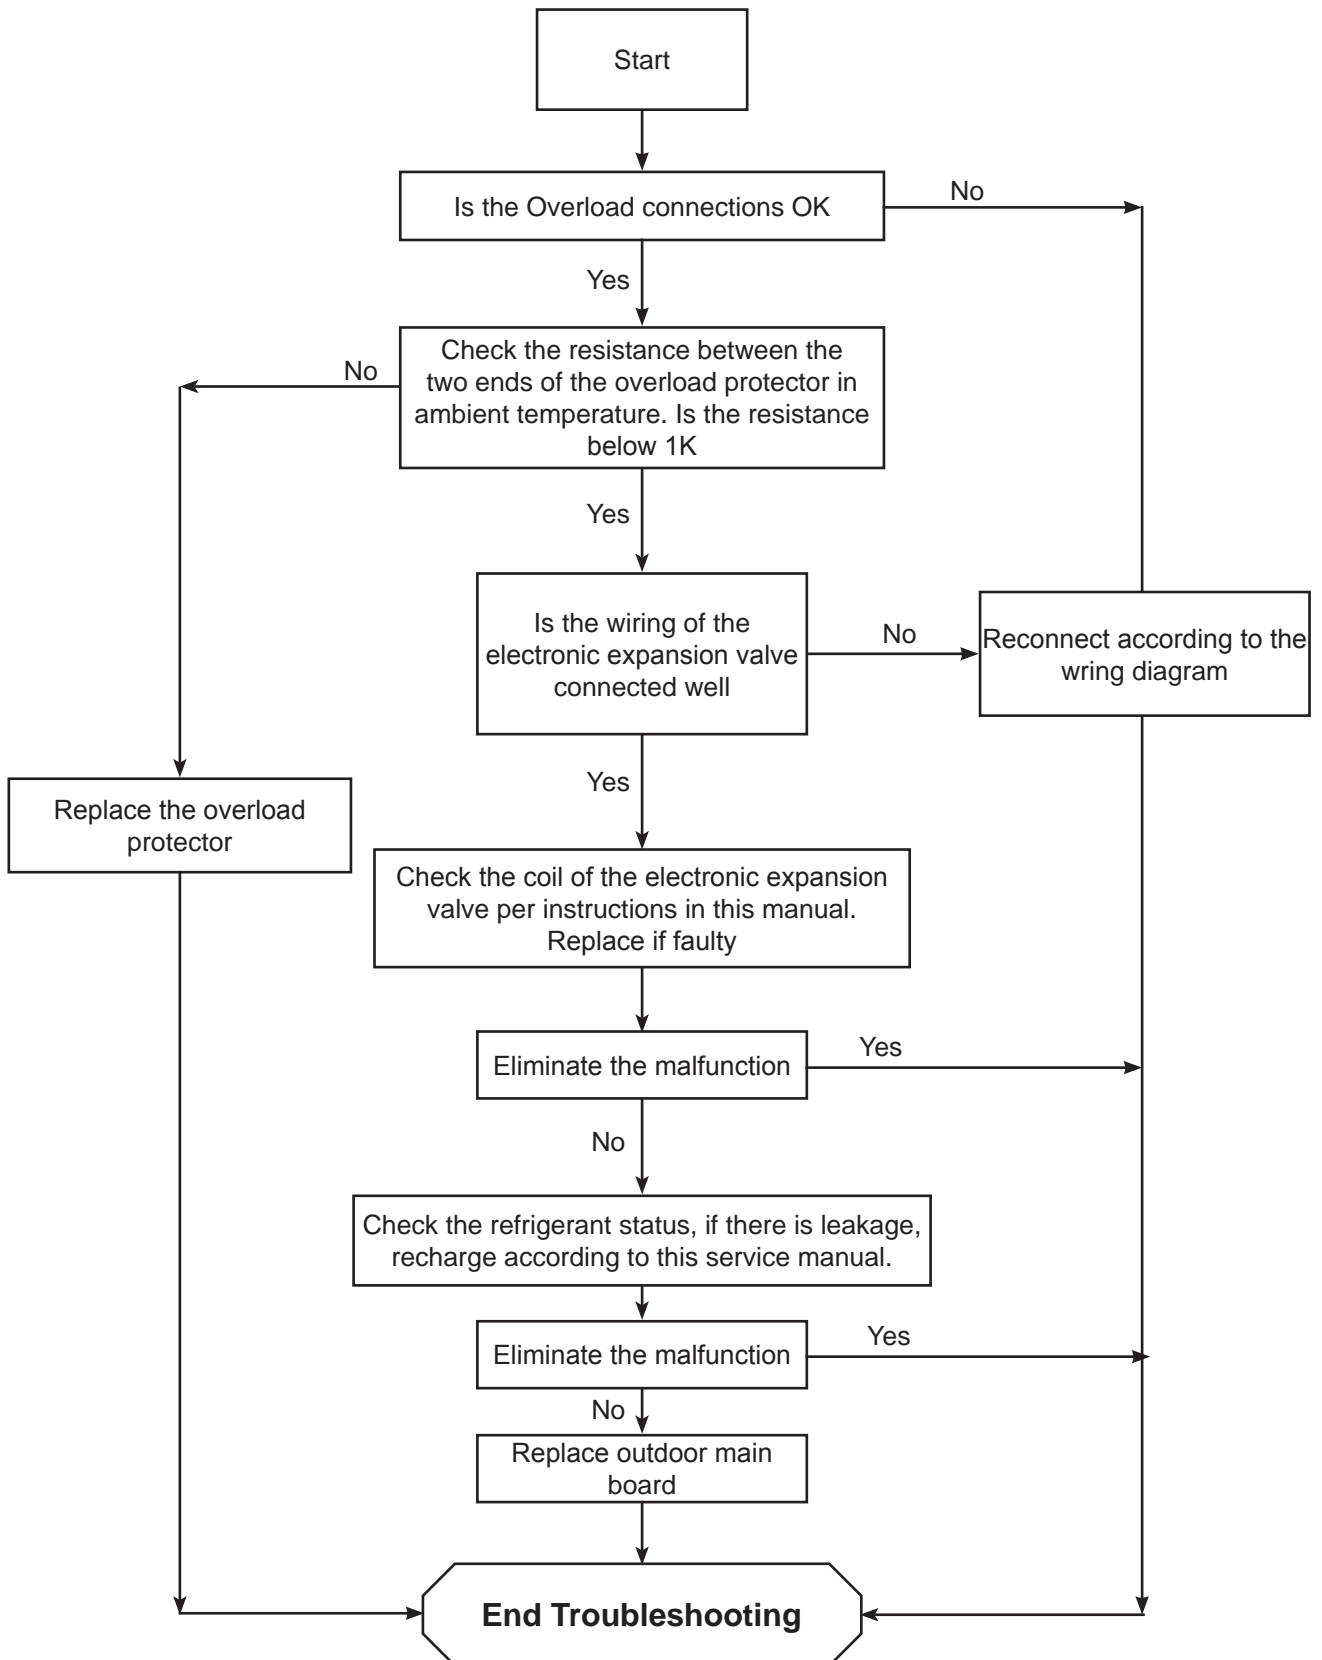 Start
Is the Overload connections OK
No
Yes
Check the resistance between the
two ends of the overload protector in
ambient temperature. Is the resistance
below 1K
No
Yes
Is the wiring of the
electronic expansion valve
connected well
No
Reconnect according to the
wring diagram
Yes
Replace the overload
protector
Check the coil of the electronic expansion
valve per instructions in this manual.
Replace if faulty
Eliminate the malfunction
Yes
No
Check the refrigerant status, if there is leakage,
recharge according to this service manual.
Eliminate the malfunction
Yes
No
Replace outdoor main
board
End Troubleshooting